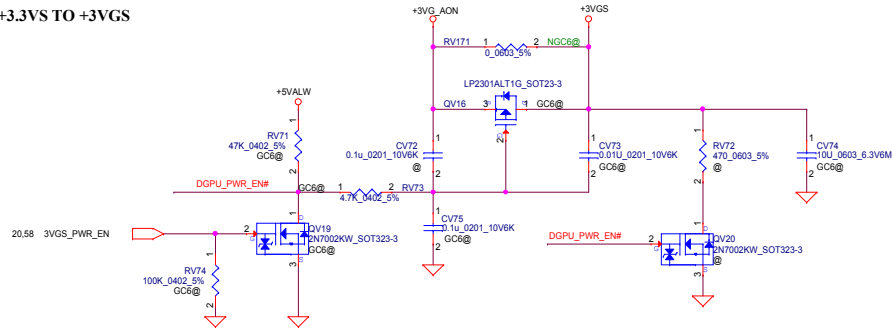 +3.3VS TO +3VGS
+3VG_AON
+3VGS
RV171 1 2 NGC6@
0_0603_5%
LP2301ALT1G_SOT23-3
+5VALW
QV16 3 1 GC6@
S D
G
2
1
RV71
47K_0402_5%
GC6@
2
CV72
0.1u_0201_10V6K
@
1
2
1
CV73
0.01U_0201_10V6K
GC6@
2
1
RV72
470_0603_5%
@
2
1
CV74
10U_0603_6.3V6M
GC6@
2
DGPU_PWR_EN#
GC6@ 1 2 RV73
4.7K_0402_5%
1
CV75
0.1u_0201_10V6K
GC6@
2
20,58 3VGS_PWR_EN
1
D
2
G
QV19
2N7002KW_SOT323-3
GC6@
S
3
DGPU_PWR_EN#
1
D
2
G
QV20
2N7002KW_SOT323-3
@
S
3
1
RV74
100K_0402_5%
GC6@
2